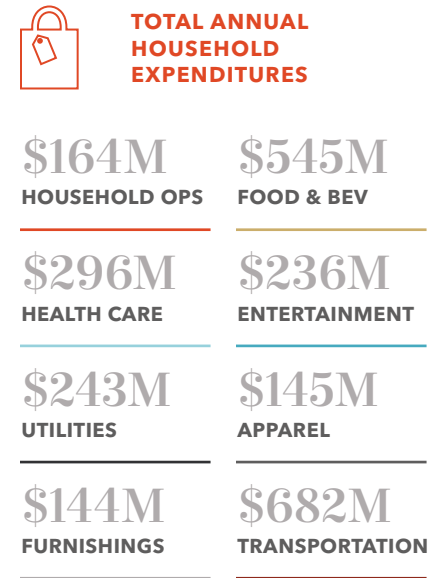 TOTAL ANNUAL
HOUSEHOLD
EXPENDITURES
$164M
HOUSEHOLD OPS
$545M
FOOD & BEV
$296M
HEALTH CARE
$236M
ENTERTAINMENT
$243M
UTILITIES
$145M
APPAREL
$144M
FURNISHINGS
$682M
TRANSPORTATION